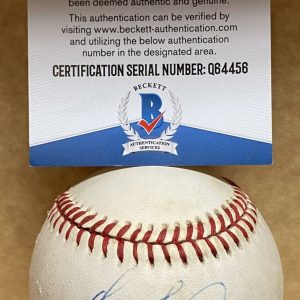 been deemed authentic and genuine.
This authentication can be verified by
visiting www.beckett-authentication.com
and utilizing the below authentication
number in the designated area.
CERTIFICATION SERIAL NUMBER: Q64456
BECKETT
B
AUTHENTICATION
SERVICES